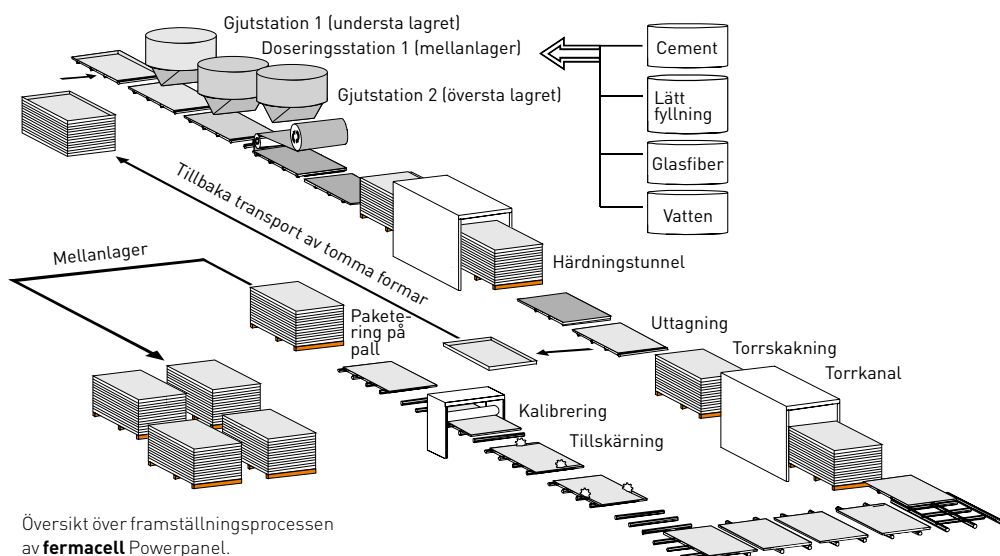 Gjutstation 1 (understa lagret)
Doseringsstation 1 (mellanlager)
Gjutstation 2 (översta lagret)
Cement
Lätt
fyllning
Glasfiber
Vatten
Tillbaka transport av tomma formar
Härdningstunnel
Mellanlager
Pakete-
ring på
pall
Uttagning
Torrskakning
Torrkanal
Kalibrering
Tillskärning
Översikt över framställningsprocessen
av fermacell Powerpanel.